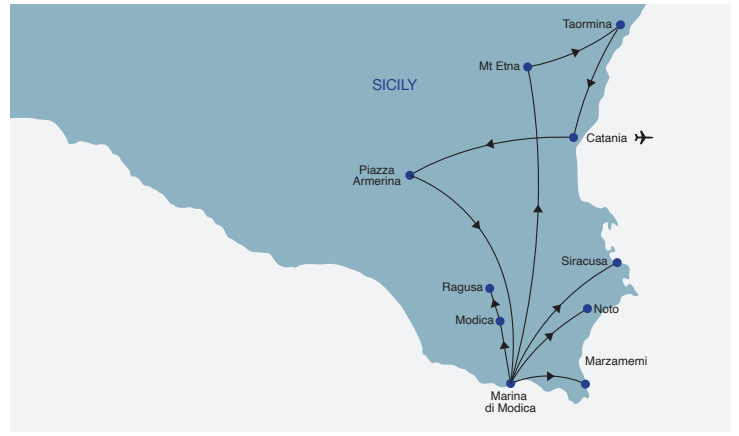 Taormina
Mt Etna
SICILY
Catania
Piazza
Armerina
Siracusa
Ragusa
Noto
Modica
Marzamemi
Marina
di Modica